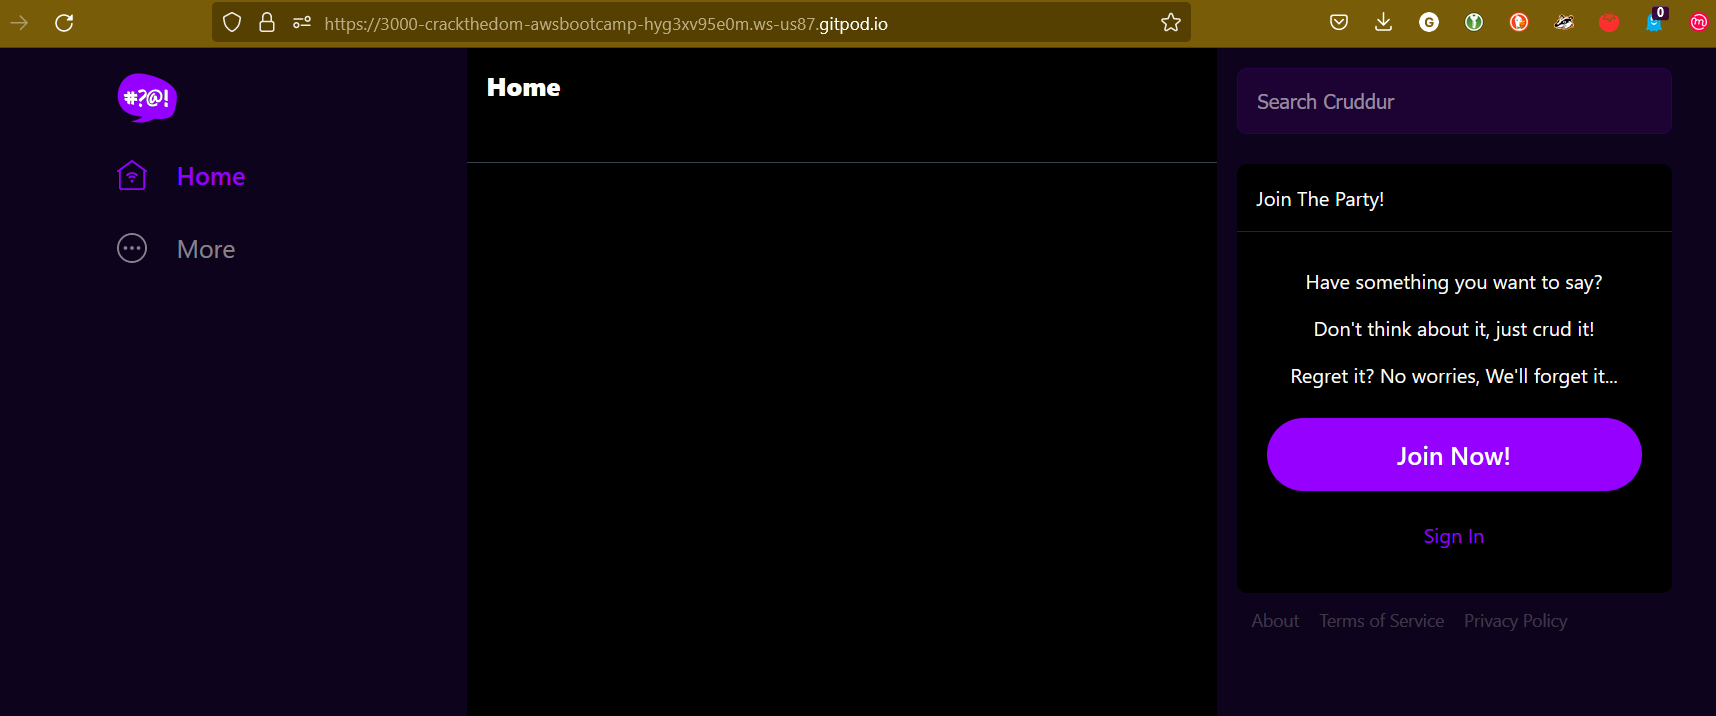 https://3000-crackthedom-awsbootcamp-hyg3xv95e0m.ws-us87.gitpod.io
G
0
m
#?@!
Home
More
Home
Search Cruddur
Join The Party!
Have something you want to say?
Don't think about it, just crud it!
Regret it? No worries, We'll forget it...
Join Now!
Sign In
About Terms of Service Privacy Policy